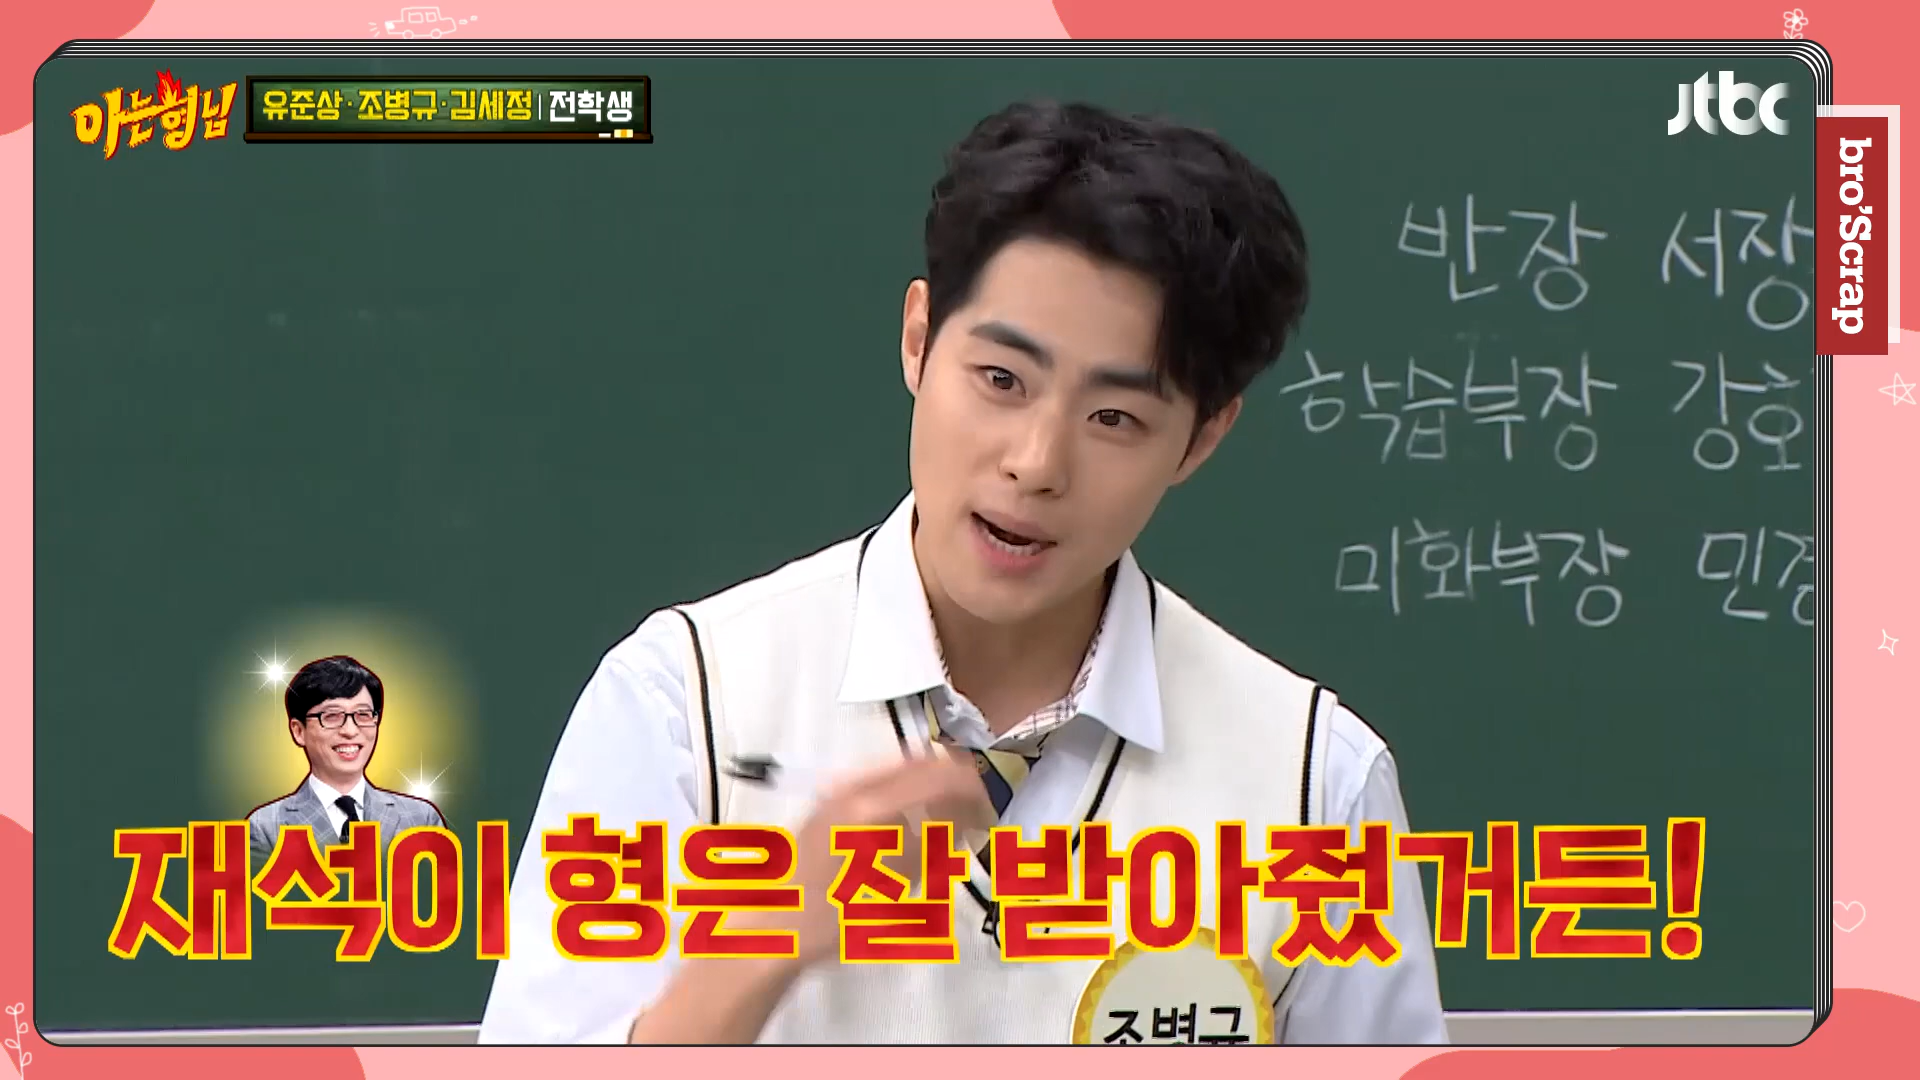 아는형님
유준상·조병규·김세정 | 전학생
jtbc
bro'Scrap
반장 서장
학습부장 강호
미화부장 민경
재석이 형은 잘 받아줬거든!
조병규